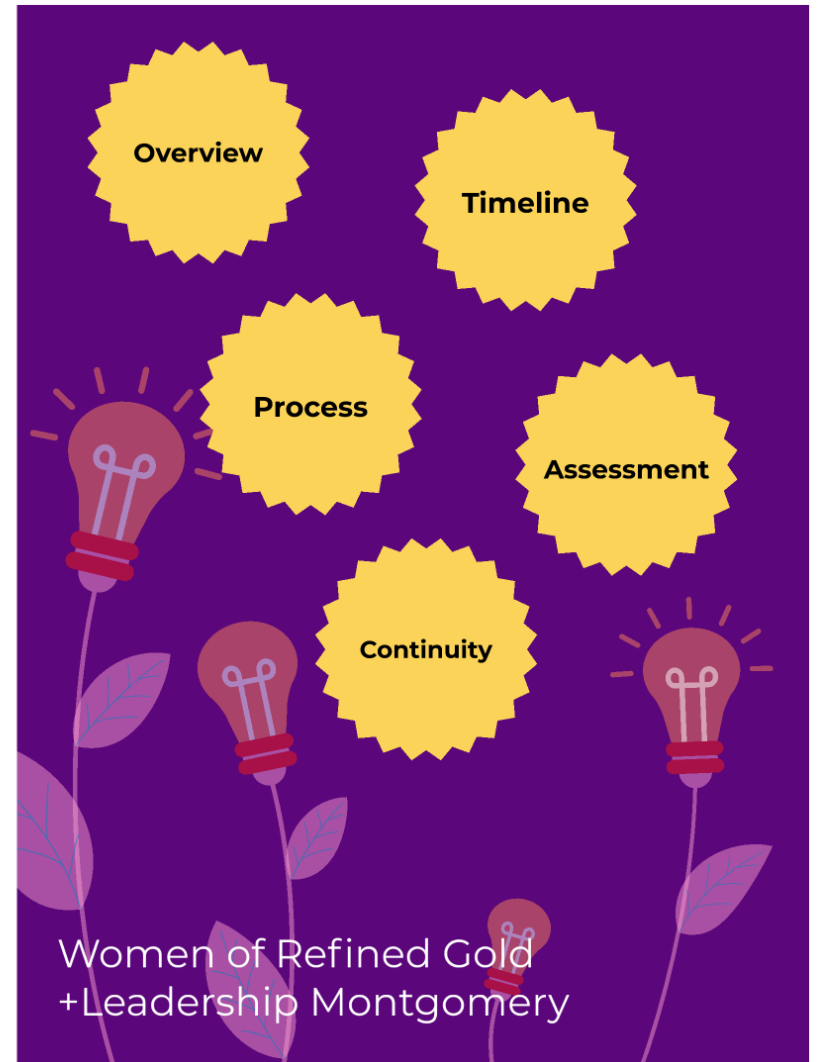 Overview
Timeline
Process
Assessment
Continuity
Women of Refined Gold
+Leadership Montgomery